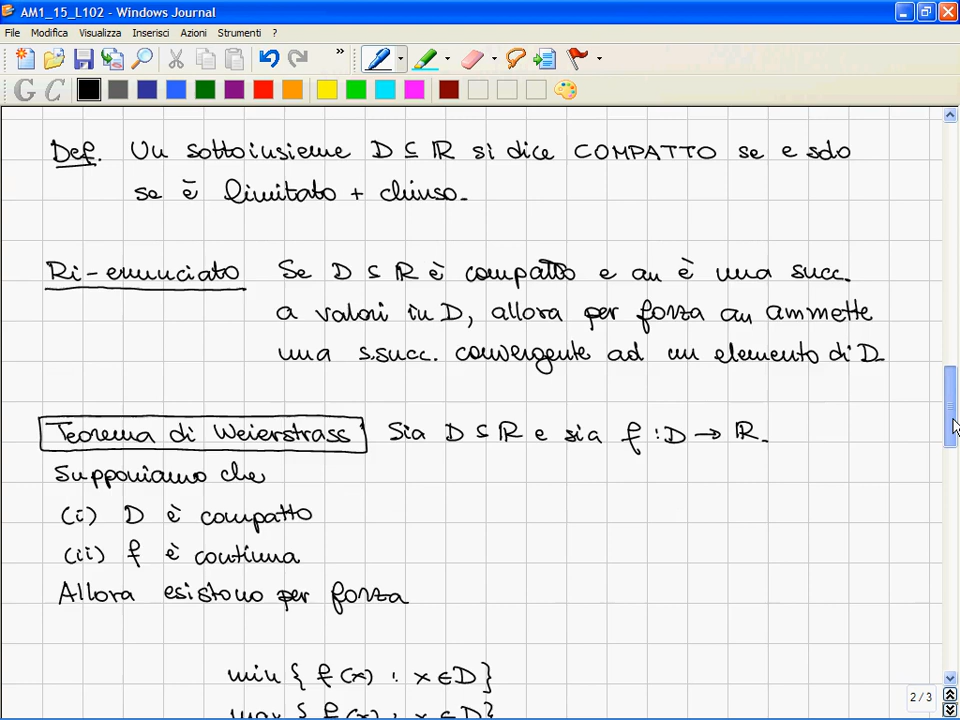 AM1_15_L102 - Windows Journal
File Modifica Visualizza Inserisci Azioni Strumenti ?
Def. Un sottoinsieme D ⊆ ℝ si dice COMPATTO se e solo
se è limitato + chiuso.
Ri-enunciato Se D ⊆ ℝ è compatto e an è una succ.
a valori in D, allora per forza an ammette
una s.succ. convergente ad un elemento di D
Teorema di Weierstrass Sia D ⊆ ℝ e sia f : D → ℝ.
Supponiamo che
(i) D è compatto
(ii) f è continua
Allora esistono per forza
min { f(x) : x ∈ D }
max { f(x) : x ∈ D }
2 / 3